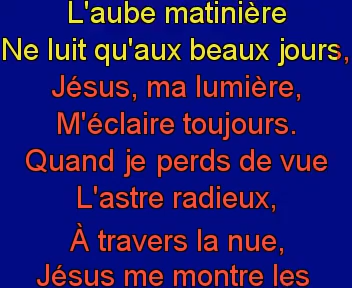 L'aube matinière
Ne luit qu'aux beaux jours,
Jésus, ma lumière,
M'éclaire toujours.
Quand je perds de vue
L'astre radieux,
À travers la nue,
Jésus me montre les